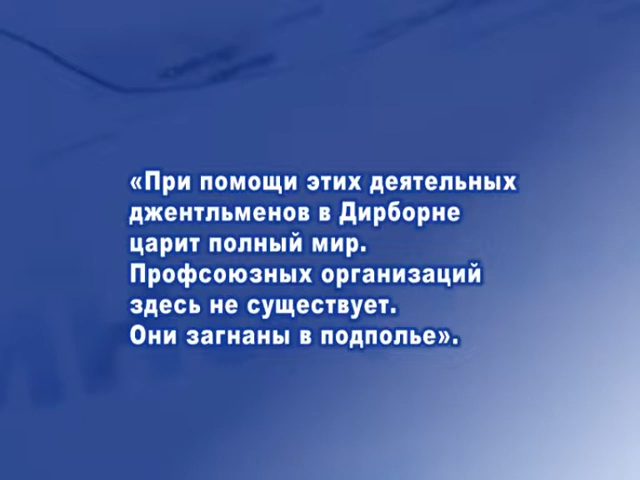 «При помощи этих деятельных
джентльменов в Дирборне
царит полный мир.
Профсоюзных организаций
здесь не существует.
Они загнаны в подполье».